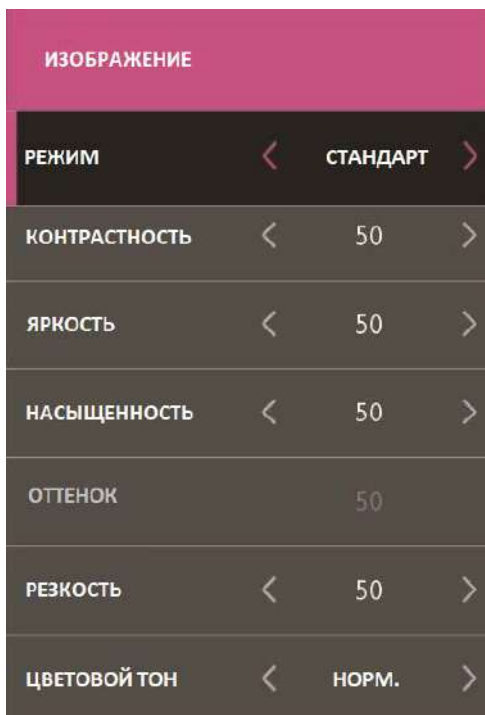 ИЗОБРАЖЕНИЕ
РЕЖИМ СТАНДАРТ
КОНТРАСТНОСТЬ 50
ЯРКОСТЬ 50
НАСЫЩЕННОСТЬ 50
ОТТЕНОК 50
РЕЗКОСТЬ 50
ЦВЕТОВОЙ ТОН НОРМ.